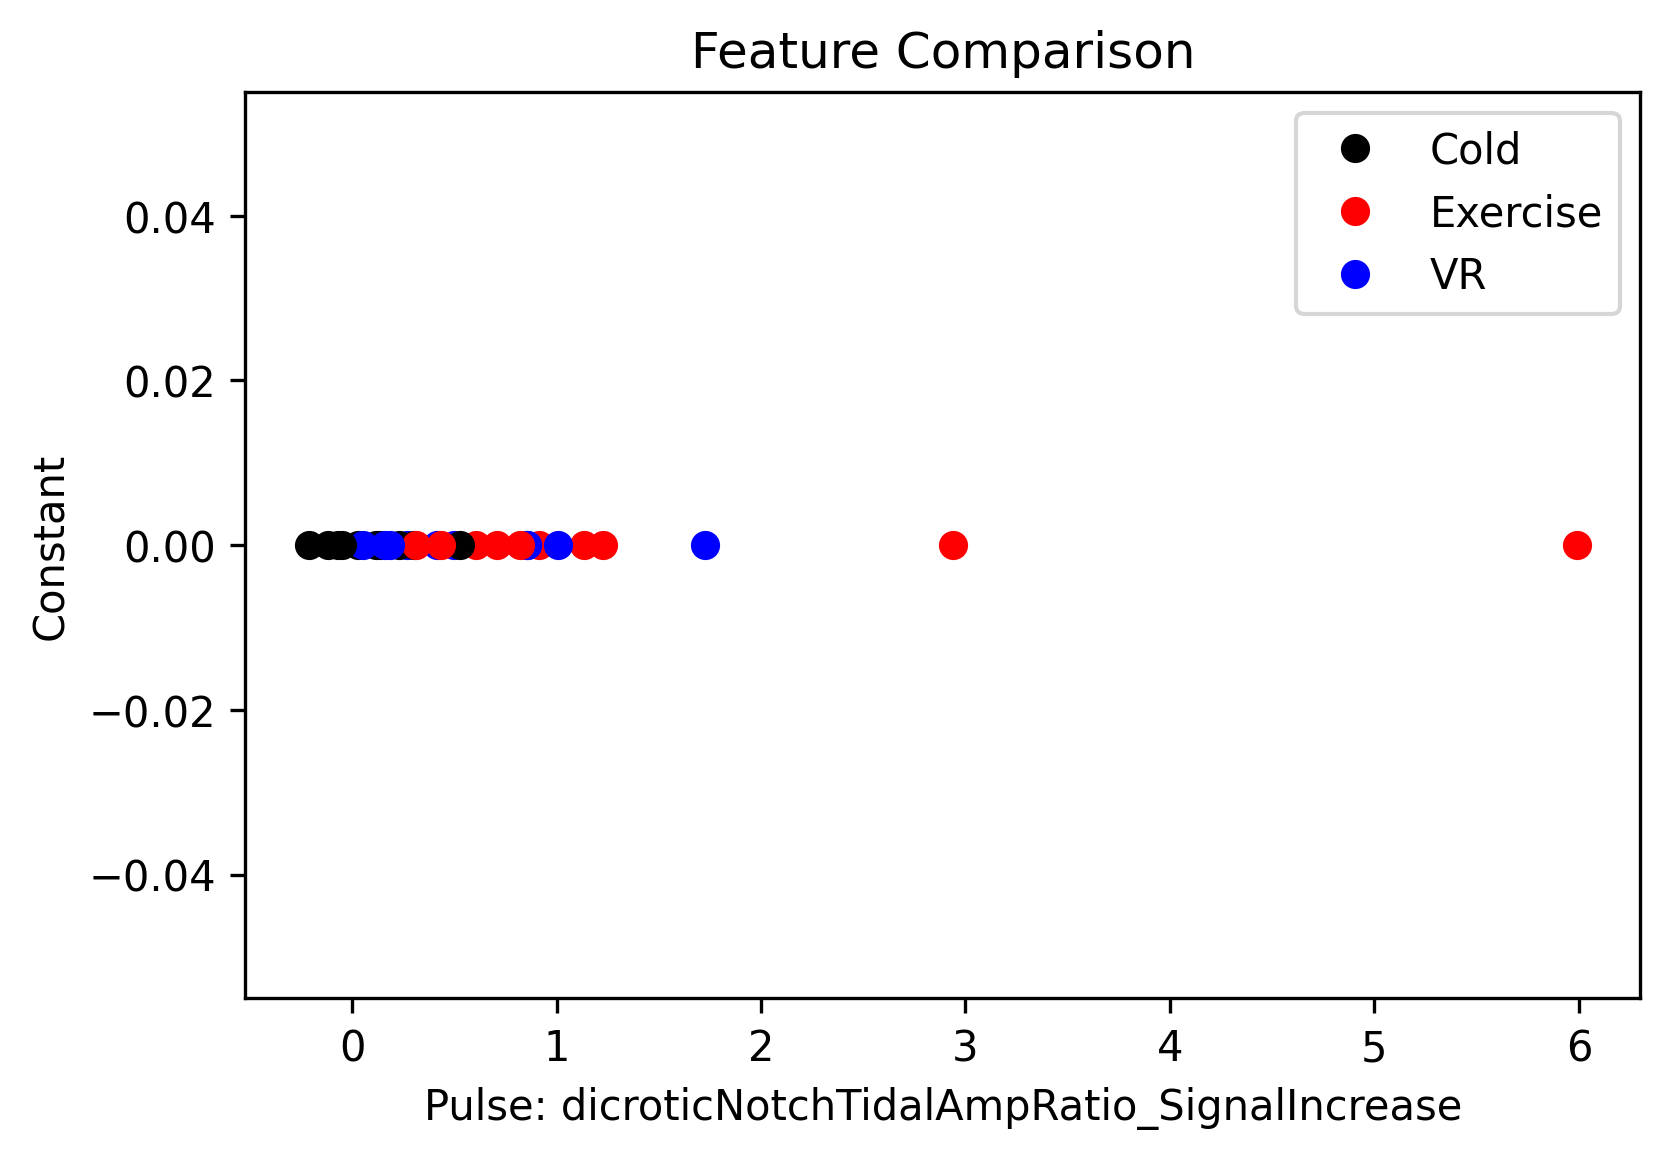 Feature Comparison
Cold
Exercise
VR
0.04
0.02
0.00
−0.02
−0.04
Constant
0 1 2 3 4 5 6
Pulse: dicroticNotchTidalAmpRatio_SignalIncrease